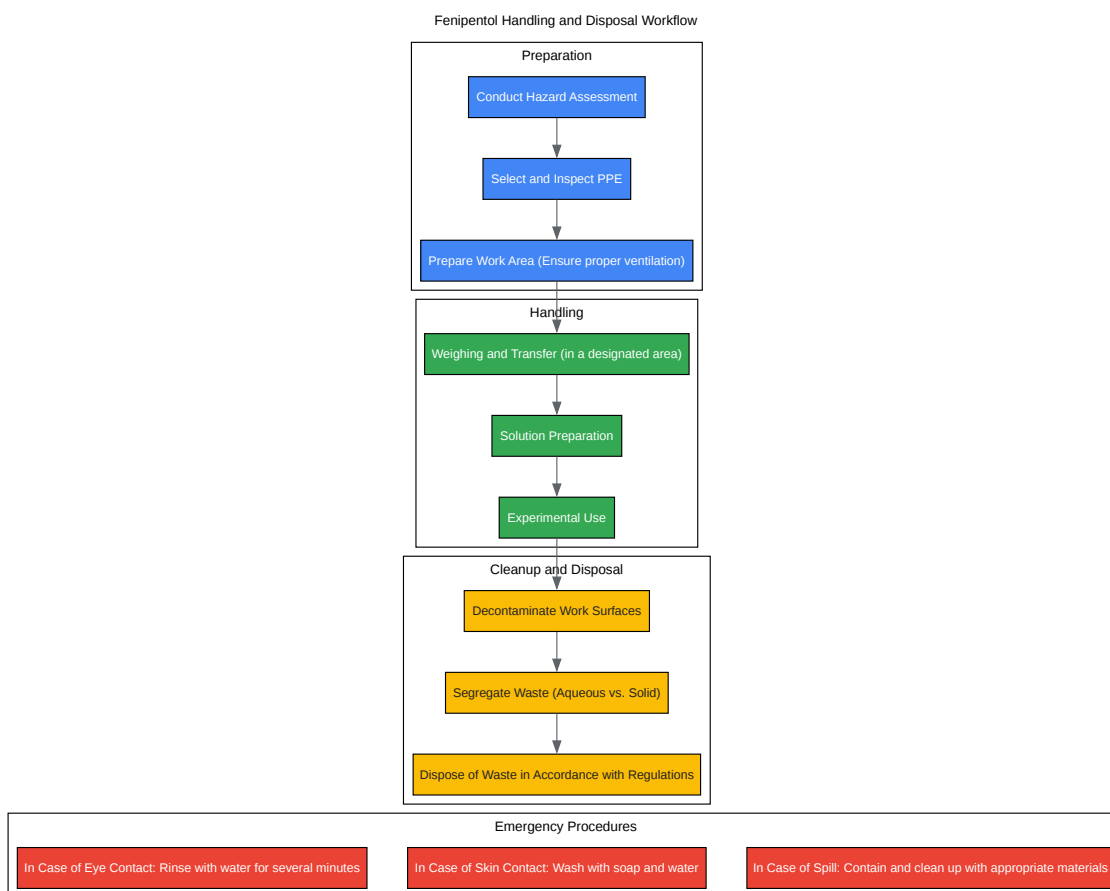 Fenipentol Handling and Disposal Workflow
Preparation
Conduct Hazard Assessment
Select and Inspect PPE
Prepare Work Area (Ensure proper ventilation)
Handling
Weighing and Transfer (in a designated area)
Solution Preparation
Experimental Use
Cleanup and Disposal
Decontaminate Work Surfaces
Segregate Waste (Aqueous vs. Solid)
Dispose of Waste in Accordance with Regulations
Emergency Procedures
In Case of Eye Contact: Rinse with water for several minutes
In Case of Skin Contact: Wash with soap and water
In Case of Spill: Contain and clean up with appropriate materials